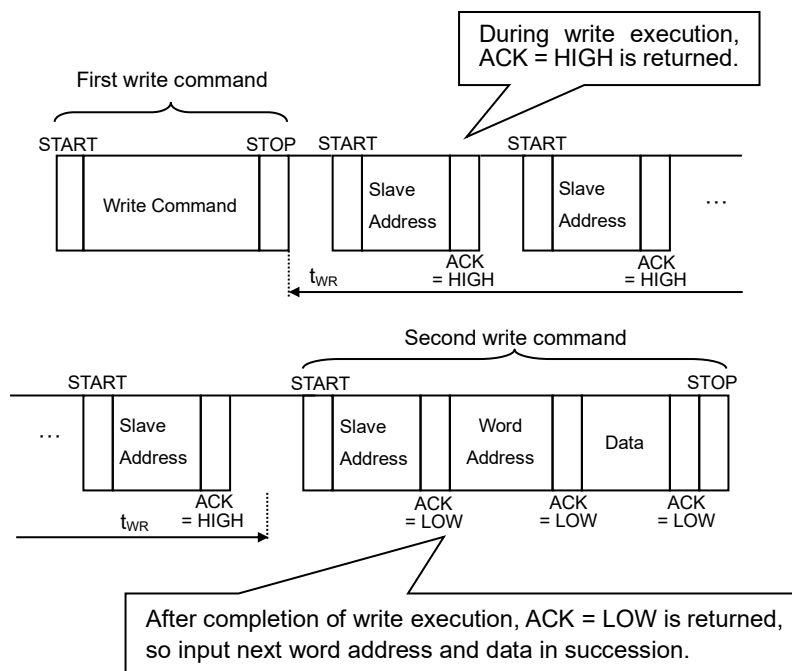 During write execution,
ACK = HIGH is returned.
First write command
START STOP START START
Write Command
Slave
Address
Slave
Address
…
ACK
= HIGH
ACK
= HIGH
tWR
Second write command
START START STOP
…
Slave
Address
Slave
Address
Word
Address
Data
ACK
= HIGH
ACK
= LOW
ACK
= LOW
ACK
= LOW
tWR
After completion of write execution, ACK = LOW is returned,
so input next word address and data in succession.